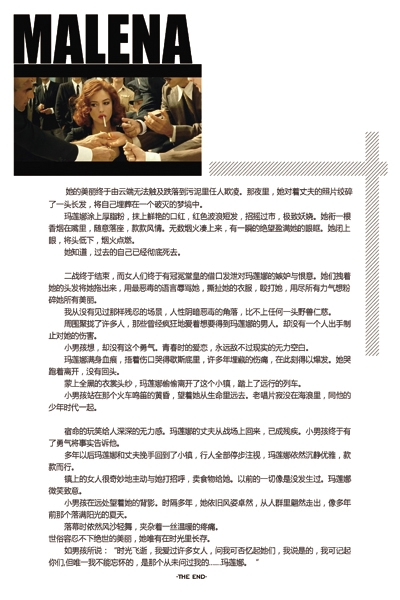 MALENA
她的美丽终于由云端无法触及跌落到污泥里任人欺凌。那夜里，她对着丈夫的照片绞碎
了一头长发，将自己埋葬在一个破灭的梦境中。
玛莲娜涂上厚脂粉，抹上鲜艳的口红，红色波浪短发，招摇过市，极致妖娆。她衔一根
香烟在嘴里，随意落座，款款风情。无数烟火凑上来，有一瞬的绝望盈满她的眼眶。她闭上
眼，将头低下，烟火点燃。
她知道，过去的自己已经彻底死去。
二战终于结束，而女人们终于有冠冕堂皇的借口发泄对玛莲娜的嫉妒与恨意。她们拽着
她的头发将她拖出来，用最恶毒的语言辱骂她，撕扯她的衣服，殴打她，用尽所有力气想粉
碎她所有美丽。
我从没有见过那样残忍的场景，人性阴暗恶毒的角落，比不上任何一头野兽仁慈。
周围聚拢了许多人，那些曾经疯狂地爱着想要得到玛莲娜的男人。却没有一个人出手制
止对她的伤害。
小男孩想，却没有这个勇气。青春时的爱恋，永远敌不过现实的无力空白。
玛莲娜满身血痕，捂着伤口哭得歇斯底里，许多年埋藏的伤痛，在此刻得以爆发。她哭
跑着离开，没有回头。
蒙上全黑的衣裳头纱，玛莲娜偷偷离开了这个小镇，踏上了远行的列车。
小男孩站在那个火车鸣笛的黄昏，望着她从生命里远去。老唱片寂没在海浪里，同他的
少年时代一起。
宿命的玩笑给人深深的无力感。玛莲娜的丈夫从战场上回来，已成残疾。小男孩终于有
了勇气将事实告诉他。
多年以后玛莲娜和丈夫挽手回到了小镇，行人全部停步注视，玛莲娜依然沉静优雅，款
款而行。
镇上的女人很奇妙地主动与她打招呼，卖食物给她。以前的一切像是没发生过。玛莲娜
微笑致意。
小男孩在远处望着她的背影。时隔多年，她依旧风姿卓然，从人群里翩然走出，像多年
前那个落满阳光的夏天。
落幕时依然风沙轻舞，夹杂着一丝温暖的疼痛。
世俗容忍不下绝世的美丽，她唯有在时光里长存。
如男孩所说：“时光飞逝，我爱过许多女人，问我可否忆起她们，我说是的，我可记起
你们,但唯一我不能忘怀的，是那个从未问过我的……玛莲娜。“
·THE END·